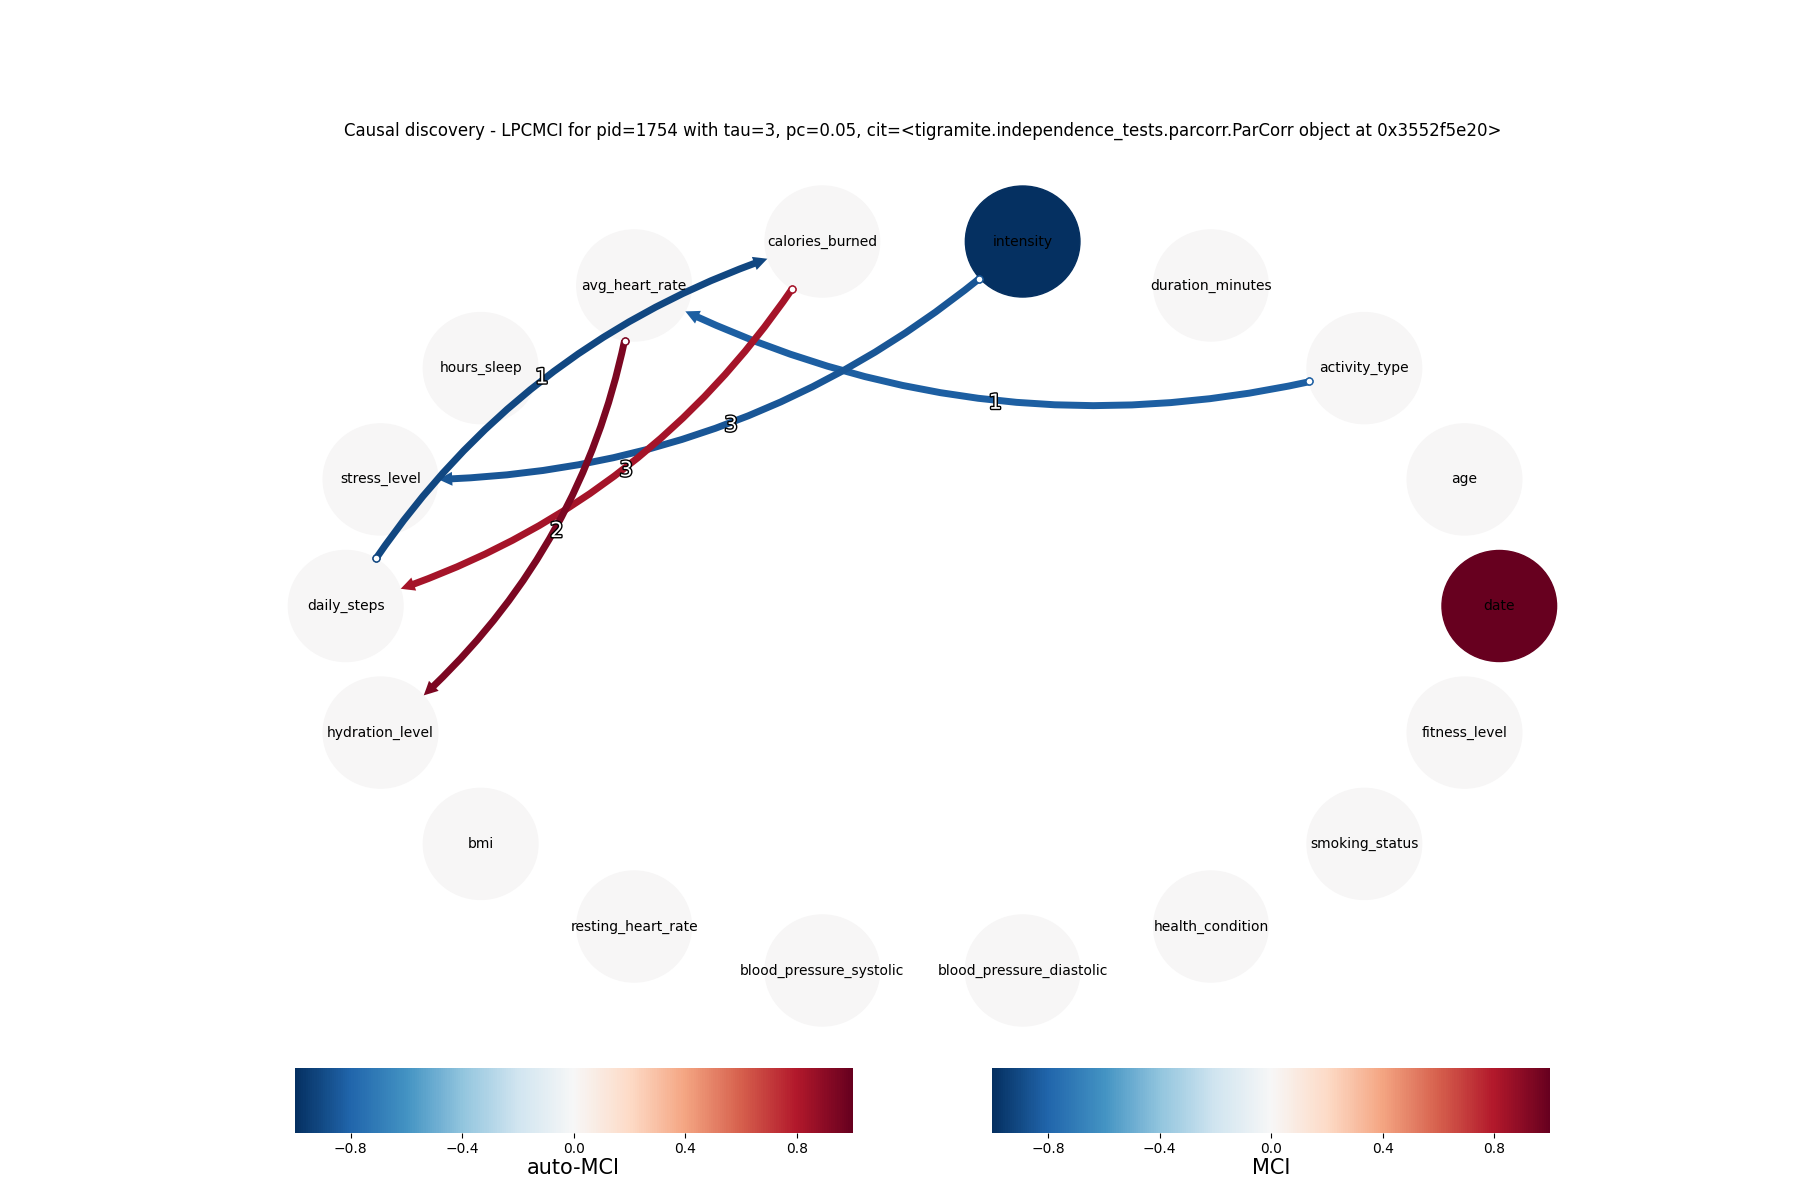 Causal discovery - LPCMCI for pid=1754 with tau=3, pc=0.05, cit=<tigramite.independence_tests.parcorr.ParCorr object at 0x3552f5e20>
calories_burned
intensity
avg_heart_rate
duration_minutes
hours_sleep
activity_type
1
1
3
3
stress_level
age
2
daily_steps
date
hydration_level
fitness_level
bmi
smoking_status
resting_heart_rate
health_condition
blood_pressure_systolic
blood_pressure_diastolic
−0.8 −0.4 0.0 0.4 0.8
auto-MCI
−0.8 −0.4 0.0 0.4 0.8
MCI